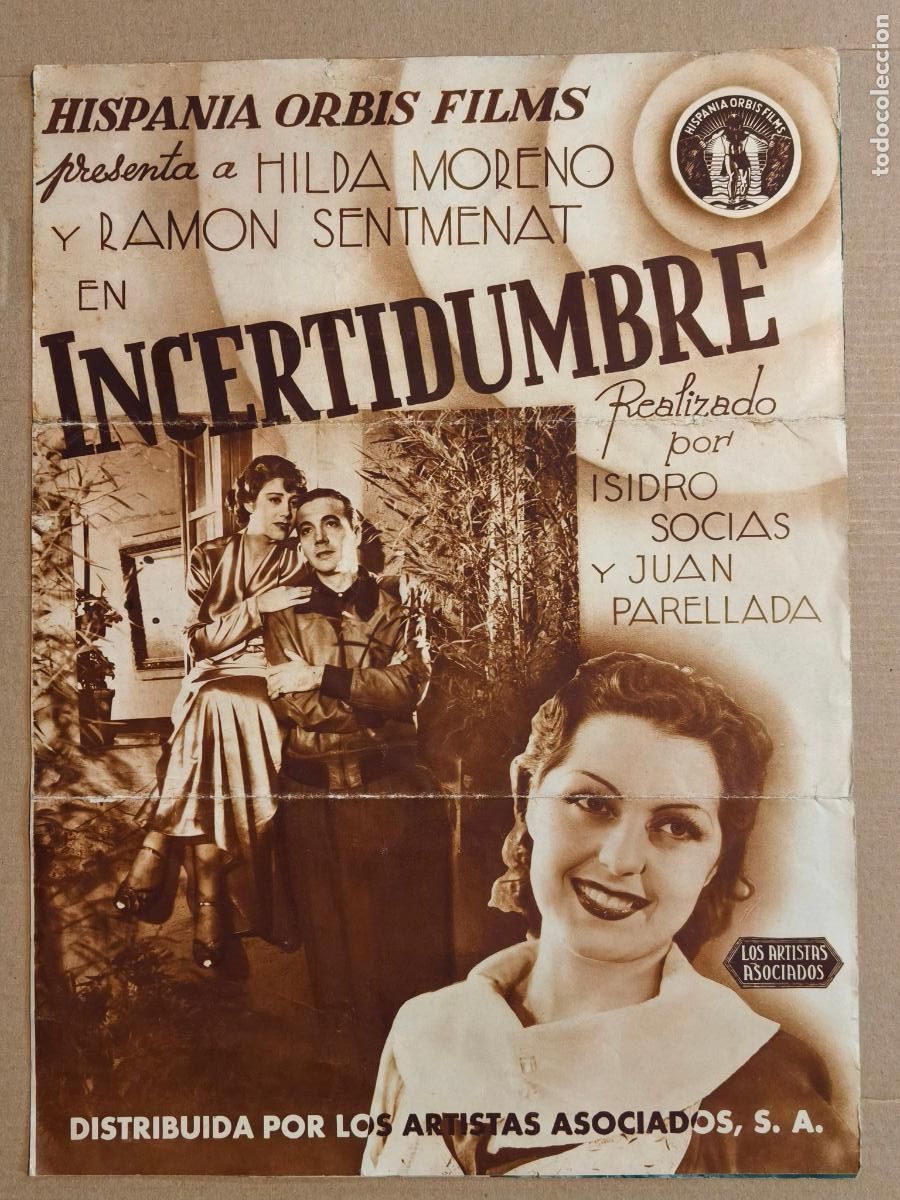 HISPANIA ORBIS FILMS
presenta a HILDA MORENO
Y RAMON SENTMENAT
EN
INCERTIDUMBRE
Realizado
por
ISIDRO
SOCIAS
Y JUAN
PARELLADA
HISPANIA ORBIS FILMS
LOS ARTISTAS
ASOCIADOS
DISTRIBUIDA POR LOS ARTISTAS ASOCIADOS, S. A.
todocoleccion